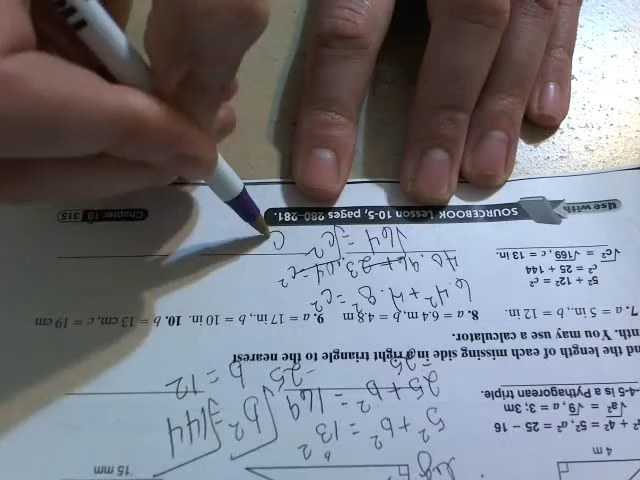 4 m
15 mm
a² + 4² = 5², a² = 25 − 16
√a² = √9, a = 3; 3m
-4-5 is a Pythagorean triple.
5² + b² = 13²
25 + b² = 169
-25 -25
√b² = √144
b = 12
nd the length of each missing side in right triangle to the nearest
nth. You may use a calculator.
7. a = 5 in., b = 12 in.
8. a = 6.4 m, b = 4.8 m
9. a = 17 in., b = 10 in.
10. b = 13 cm, c = 19 cm
5² + 12² = c²
c² = 25 + 144
√c² = √169, c = 13 in.
6.4² + 4.8² = c²
40.96 + 23.04 = c²
√64 = √c²
c
Use with
SOURCEBOOK Lesson 10-5, pages 280–281.
Chapter 10 315